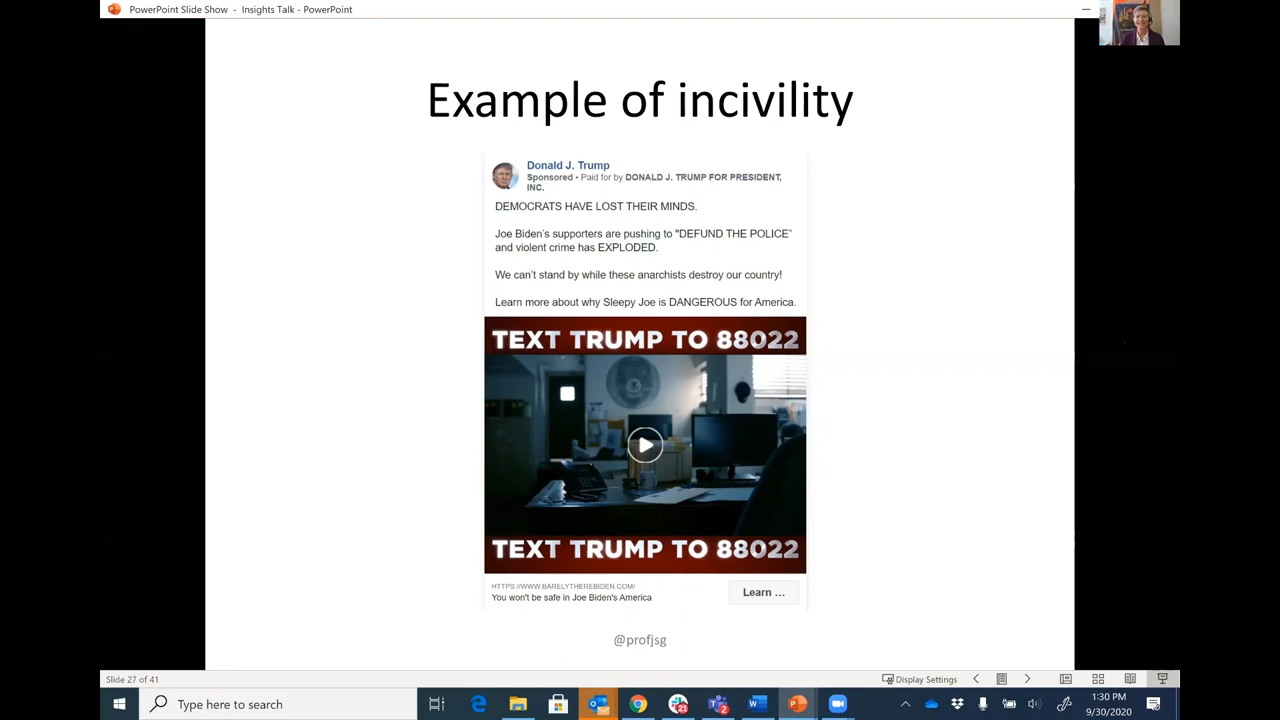 PowerPoint Slide Show - Insights Talk - PowerPoint
Example of incivility
Donald J. Trump
Sponsored • Paid for by DONALD J. TRUMP FOR PRESIDENT,
INC.
DEMOCRATS HAVE LOST THEIR MINDS.
Joe Biden's supporters are pushing to "DEFUND THE POLICE"
and violent crime has EXPLODED.
We can't stand by while these anarchists destroy our country!
Learn more about why Sleepy Joe is DANGEROUS for America.
TEXT TRUMP TO 88022
TEXT TRUMP TO 88022
HTTPS://WWW.BARELYTHEREBIDEN.COM/
You won't be safe in Joe Biden's America
Learn ...
@profjsg
Slide 27 of 41
Display Settings
Type here to search
21
2
1:30 PM
9/30/2020